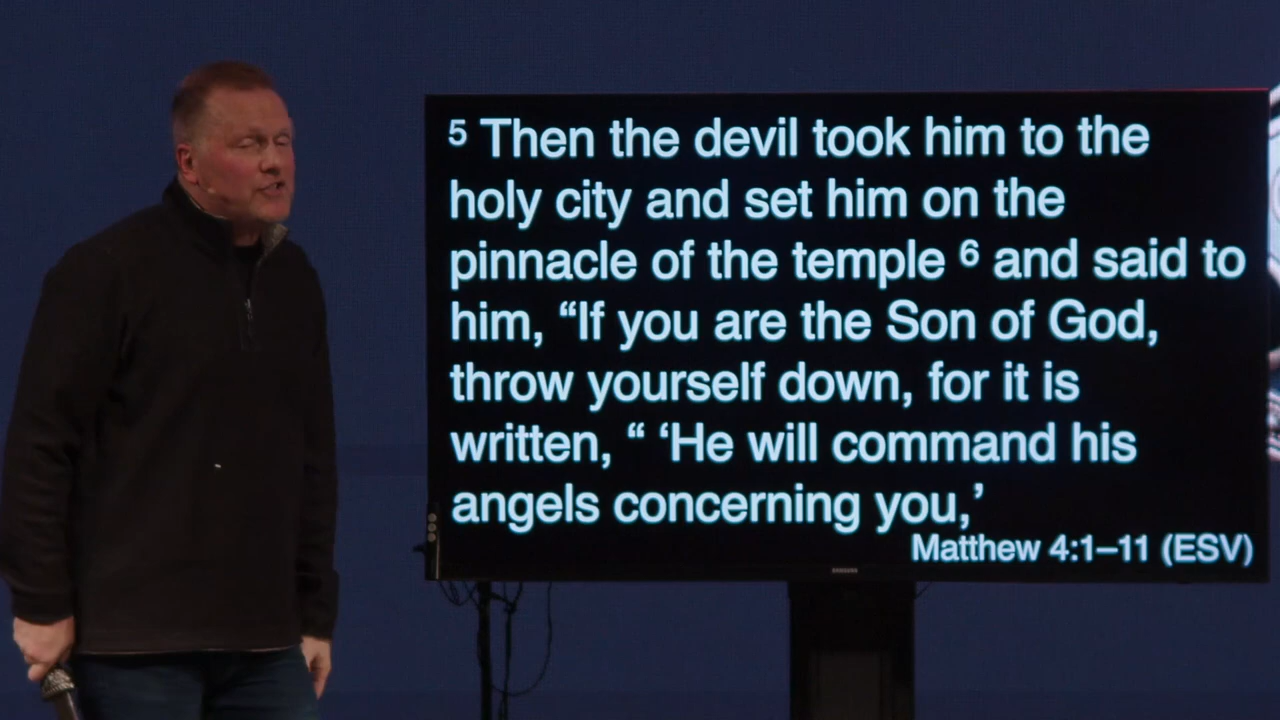 ⁵ Then the devil took him to the
holy city and set him on the
pinnacle of the temple ⁶ and said to
him, “If you are the Son of God,
throw yourself down, for it is
written, “ ‘He will command his
angels concerning you,’
Matthew 4:1–11 (ESV)
SAMSUNG